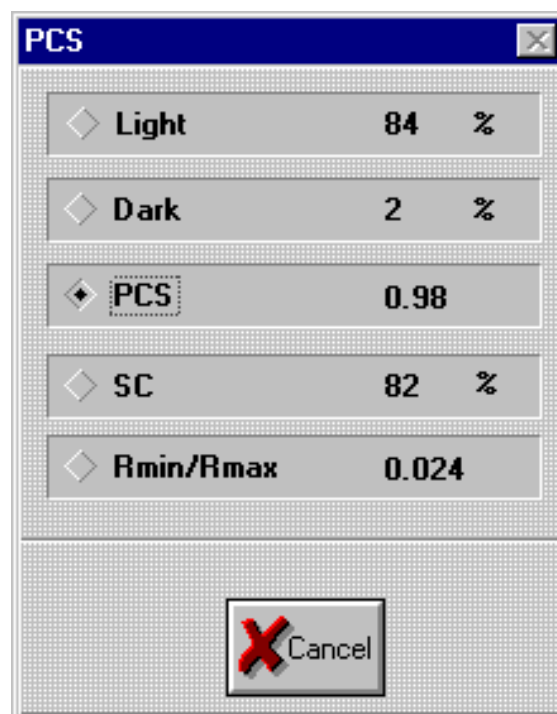 PCS
Light 84 %
Dark 2 %
PCS 0.98
SC 82 %
Rmin/Rmax 0.024
Cancel